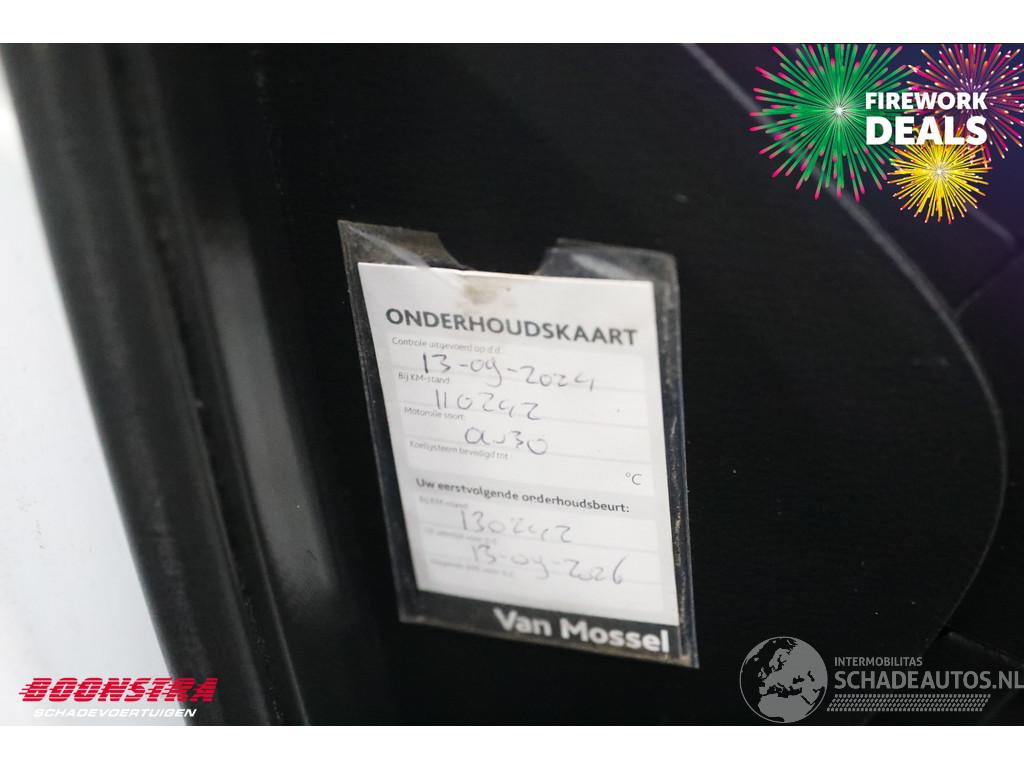 FIREWORK
DEALS
ONDERHOUDSKAART
Controle uitgevoerd op d.d.
13-09-2024
Bij KM-stand:
110242
Motorolie soort:
0w30
Koelsysteem beveiligd tot
°C
Uw eerstvolgende onderhoudsbeurt:
Bij KM-stand:
130242
13-09-2026
Van Mossel
BOONSTRA
SCHADEVOERTUIGEN
INTERMOBILITAS
SCHADEAUTOS.NL